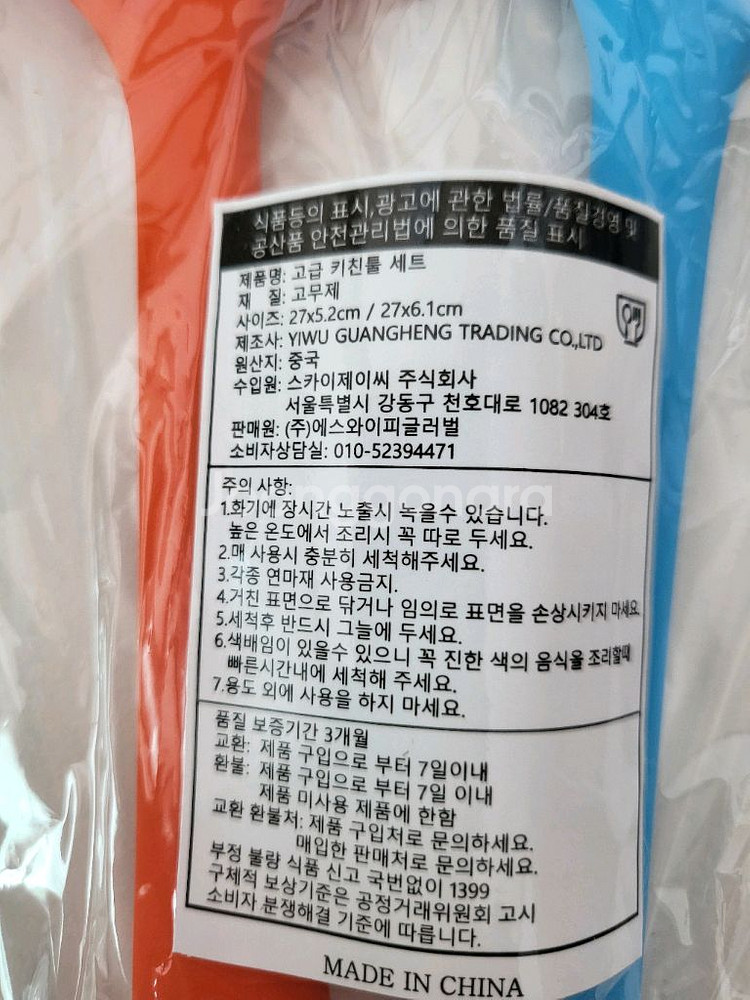 식품등의 표시,광고에 관한 법률/품질경영 및
공산품 안전관리법에 의한 품질 표시
제품명: 고급 키친툴 세트
재 질: 고무제
사이즈: 27x5.2cm / 27x6.1cm
제조사: YIWU GUANGHENG TRADING CO.,LTD
원산지: 중국
수입원: 스카이제이씨 주식회사
서울특별시 강동구 천호대로 1082 304호
판매원: (주)에스와이피글러벌
소비자상담실: 010-52394471
주의 사항:
1.화기에 장시간 노출시 녹을수 있습니다.
높은 온도에서 조리시 꼭 따로 두세요.
2.매 사용시 충분히 세척해주세요.
3.각종 연마재 사용금지.
4.거친 표면으로 닦거나 임의로 표면을 손상시키지 마세요.
5.세척후 반드시 그늘에 두세요.
6.색배임이 있을수 있으니 꼭 진한 색의 음식을 조리할때
빠른시간내에 세척해 주세요.
7.용도 외에 사용을 하지 마세요.
품질 보증기간 3개월
교환: 제품 구입으로 부터 7일이내
환불: 제품 구입으로 부터 7일 이내
제품 미사용 제품에 한함
교환 환불처: 제품 구입처로 문의하세요.
매입한 판매처로 문의하세요.
부정 불량 식품 신고 국번없이 1399
구체적 보상기준은 공정거래위원회 고시
소비자 분쟁해결 기준에 따릅니다.
MADE IN CHINA